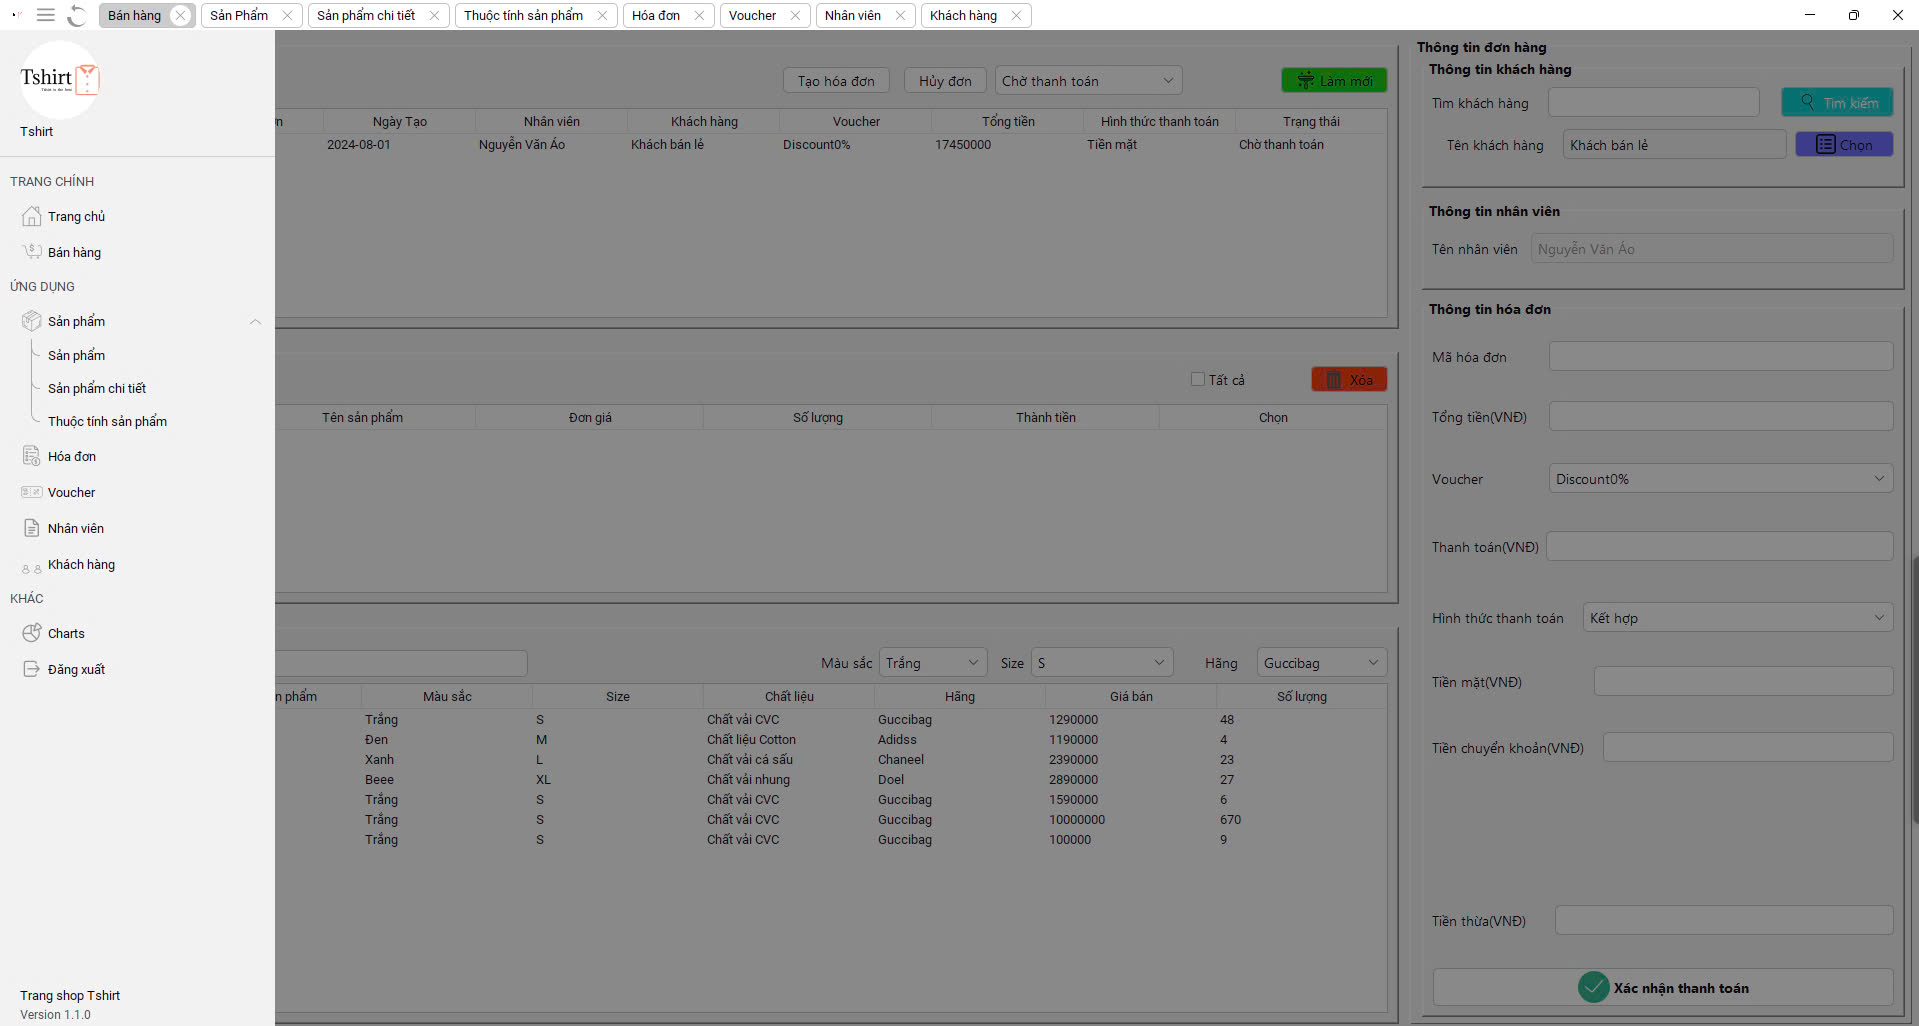 Bán hàng
Sản Phẩm
Sản phẩm chi tiết
Thuộc tính sản phẩm
Hóa đơn
Voucher
Nhân viên
Khách hàng
Tshirt
Tshirt
TRANG CHÍNH
Trang chủ
Bán hàng
ỨNG DỤNG
Sản phẩm
Sản phẩm
Sản phẩm chi tiết
Thuộc tính sản phẩm
Hóa đơn
Voucher
Nhân viên
Khách hàng
KHÁC
Charts
Đăng xuất
Trang shop Tshirt
Version 1.1.0
Tạo hóa đơn Hủy đơn Chờ thanh toán Làm mới
Ngày Tạo Nhân viên Khách hàng Voucher Tổng tiền Hình thức thanh toán Trạng thái
2024-08-01 Nguyễn Văn Áo Khách bán lẻ Discount0% 17450000 Tiền mặt Chờ thanh toán
Tất cả Xóa
Tên sản phẩm Đơn giá Số lượng Thành tiền Chọn
Màu sắc Trắng Size S Hãng Guccibag
n phẩm Màu sắc Size Chất liệu Hãng Giá bán Số lượng
Trắng S Chất vải CVC Guccibag 1290000 48
Đen M Chất liệu Cotton Adidss 1190000 4
Xanh L Chất vải cá sấu Chaneel 2390000 23
Beee XL Chất vải nhung Doel 2890000 27
Trắng S Chất vải CVC Guccibag 1590000 6
Trắng S Chất vải CVC Guccibag 10000000 670
Trắng S Chất vải CVC Guccibag 100000 9
Thông tin đơn hàng
Thông tin khách hàng
Tìm khách hàng Tìm kiếm
Tên khách hàng Khách bán lẻ Chọn
Thông tin nhân viên
Tên nhân viên Nguyễn Văn Áo
Thông tin hóa đơn
Mã hóa đơn
Tổng tiền(VNĐ)
Voucher Discount0%
Thanh toán(VNĐ)
Hình thức thanh toán Kết hợp
Tiền mặt(VNĐ)
Tiền chuyển khoản(VNĐ)
Tiền thừa(VNĐ)
Xác nhận thanh toán